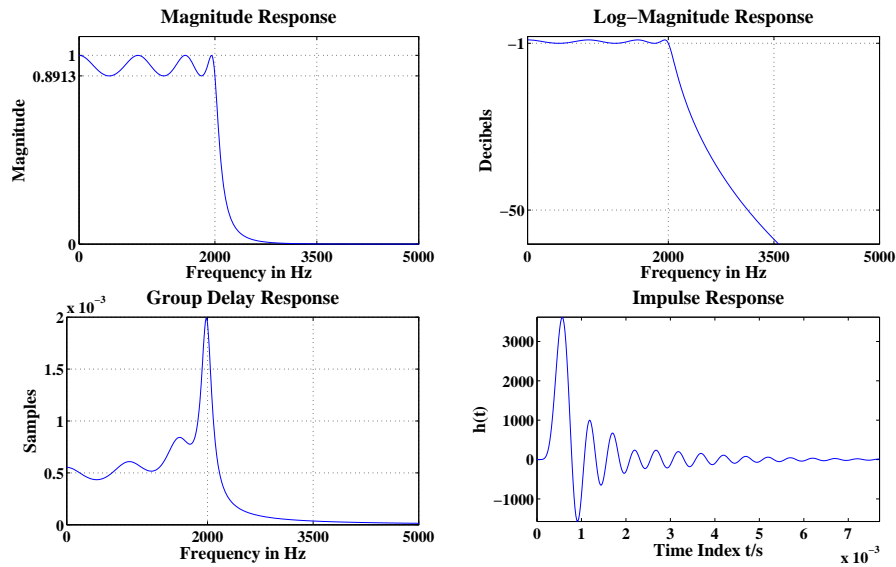 Magnitude Response
Magnitude
1
0.8913
0
0
2000
3500
5000
Frequency in Hz
Log−Magnitude Response
Decibels
−1
−50
0
2000
3500
5000
Frequency in Hz
Group Delay Response
x 10−3
Samples
2
1.5
1
0.5
0
0
2000
3500
5000
Frequency in Hz
Impulse Response
h(t)
3000
2000
1000
0
−1000
0
1
2
3
4
5
6
7
Time Index t/s
x 10−3